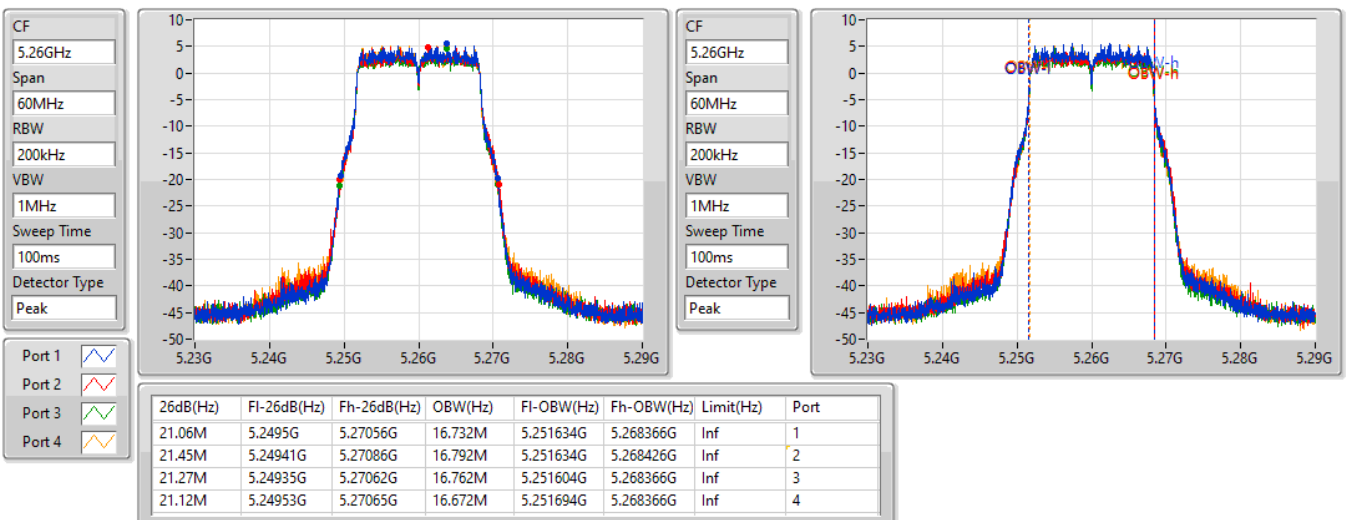 CF
5.26GHz
Span
60MHz
RBW
200kHz
VBW
1MHz
Sweep Time
100ms
Detector Type
Peak
10
5
0
-5
-10
-15
-20
-25
-30
-35
-40
-45
-50
5.23G 5.24G 5.25G 5.26G 5.27G 5.28G 5.29G
CF
5.26GHz
Span
60MHz
RBW
200kHz
VBW
1MHz
Sweep Time
100ms
Detector Type
Peak
10
5
0
-5
-10
-15
-20
-25
-30
-35
-40
-45
-50
OBW-h
5.23G 5.24G 5.25G 5.26G 5.27G 5.28G 5.29G
Port 1
Port 2
Port 3
Port 4
26dB(Hz) Fl-26dB(Hz) Fh-26dB(Hz) OBW(Hz) Fl-OBW(Hz) Fh-OBW(Hz) Limit(Hz) Port
21.06M 5.2495G 5.27056G 16.732M 5.251634G 5.268366G Inf 1
21.45M 5.24941G 5.27086G 16.792M 5.251634G 5.268426G Inf 2
21.27M 5.24935G 5.27062G 16.762M 5.251604G 5.268366G Inf 3
21.12M 5.24953G 5.27065G 16.672M 5.251694G 5.268366G Inf 4